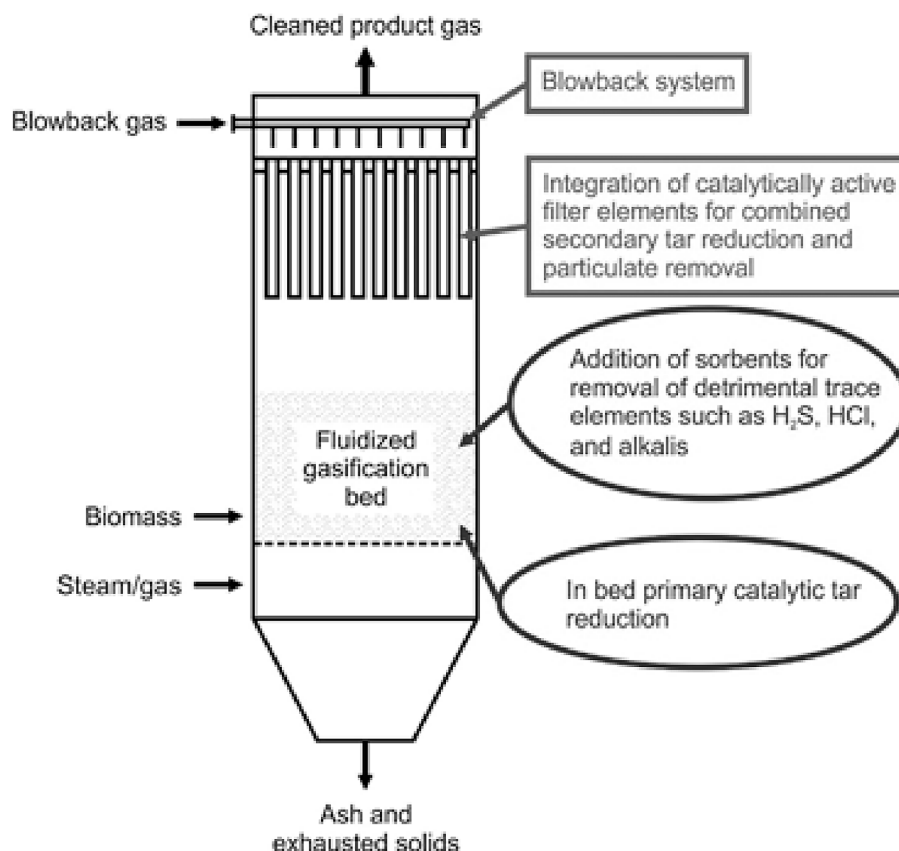 Cleaned product gas
Blowback system
Blowback gas
Integration of catalytically active
filter elements for combined
secondary tar reduction and
particulate removal
Addition of sorbents for
removal of detrimental trace
elements such as H₂S, HCl,
and alkalis
Fluidized
gasification
bed
Biomass
Steam/gas
In bed primary catalytic tar
reduction
Ash and
exhausted solids